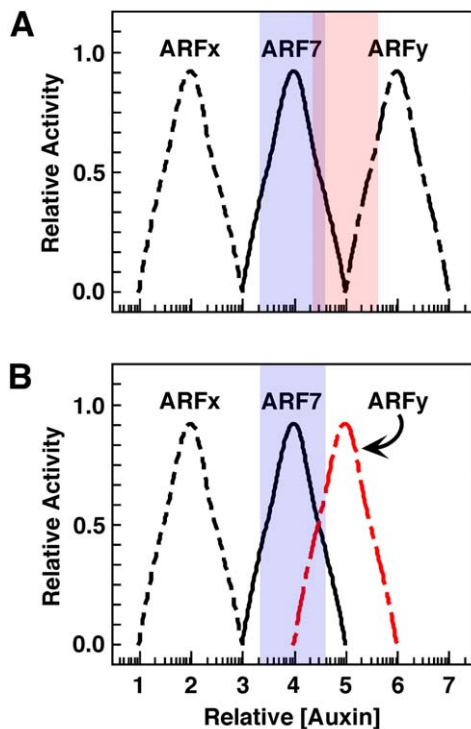 A
ARFx ARF7 ARFy
1.0
0.5
0.0
Relative Activity
B
ARFx ARF7 ARFy
1.0
0.5
0.0
Relative Activity
1 2 3 4 5 6 7
Relative [Auxin]